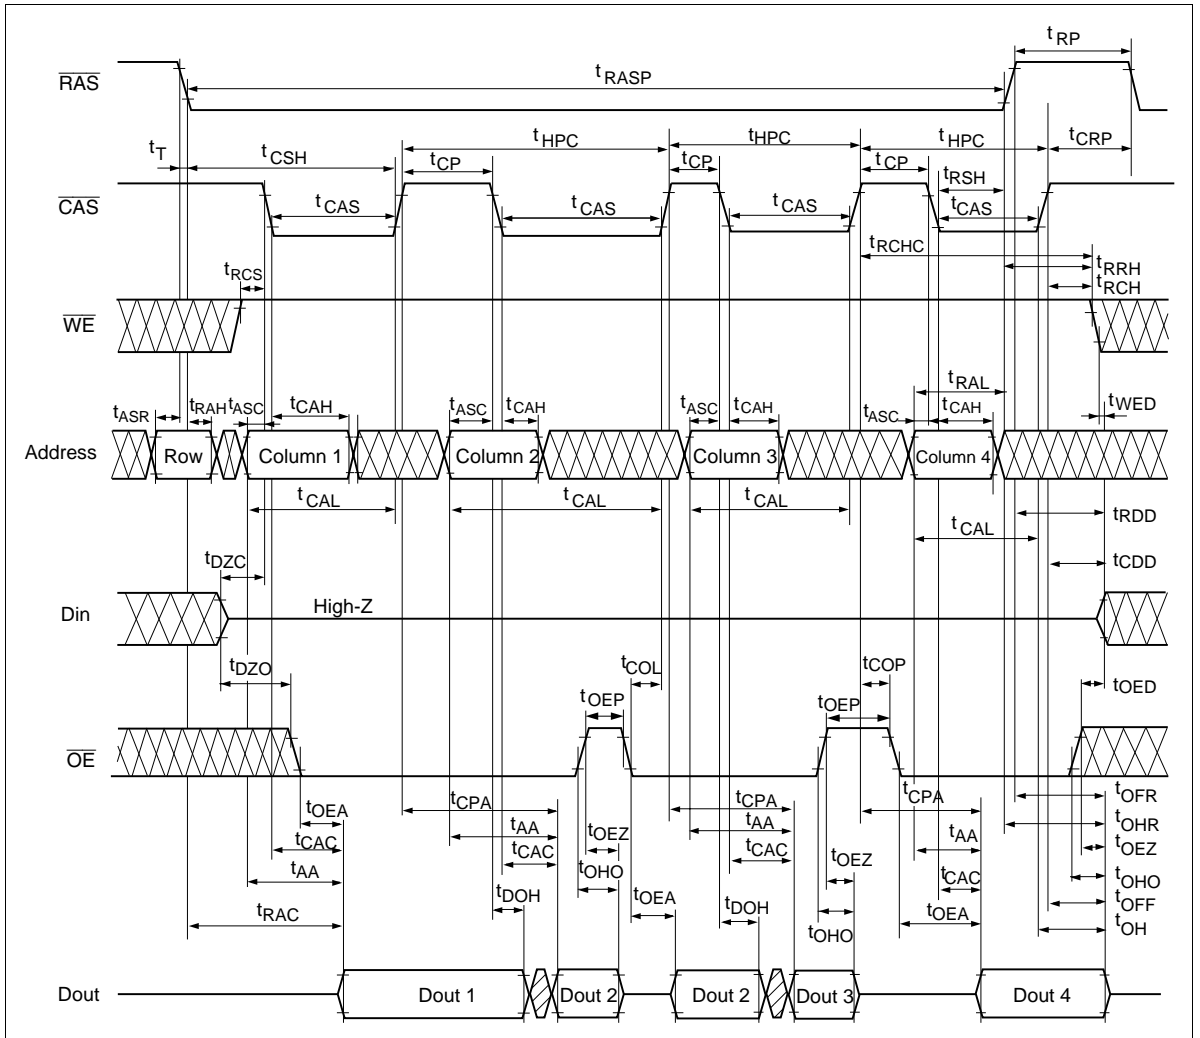 tRP
RAS
tRASP
tT
tCSH
tHPC
tHPC
tHPC
tCRP
tCP
tCP
tCP
tRSH
CAS
tCAS
tCAS
tCAS
tCAS
tRCHC
tRCS
tRRH
tRCH
WE
tRAL
tASR
tRAH
tASC
tCAH
tASC
tCAH
tASC
tCAH
tASC
tCAH
tWED
Address
Row
Column 1
Column 2
Column 3
Column 4
tCAL
tCAL
tCAL
tCAL
tRDD
tDZC
tCDD
Din
High-Z
tDZO
tCOL
tCOP
tOEP
tOEP
tOED
OE
tOEA
tCPA
tCPA
tCPA
tOFR
tCAC
tAA
tOEZ
tAA
tAA
tOHR
tAA
tCAC
tOHO
tCAC
tOEZ
tCAC
tOEZ
tOHO
tRAC
tDOH
tOEA
tDOH
tOHO
tOEA
tOFF
tOH
Dout
Dout 1
Dout 2
Dout 2
Dout 3
Dout 4